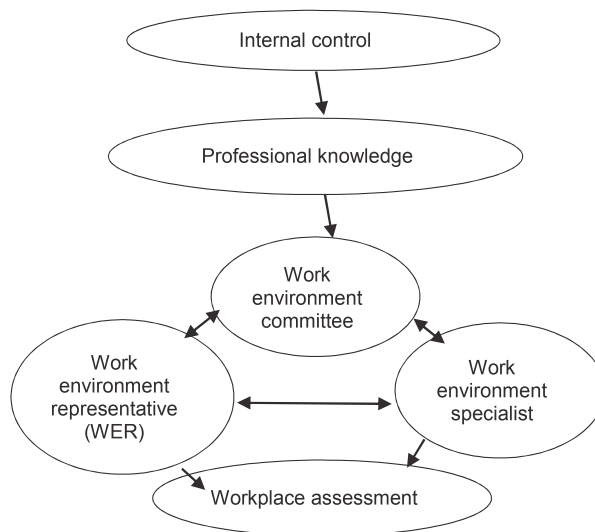 Internal control
Professional knowledge
Work
environment
committee
Work
environment
representative
(WER)
Work
environment
specialist
Workplace assessment